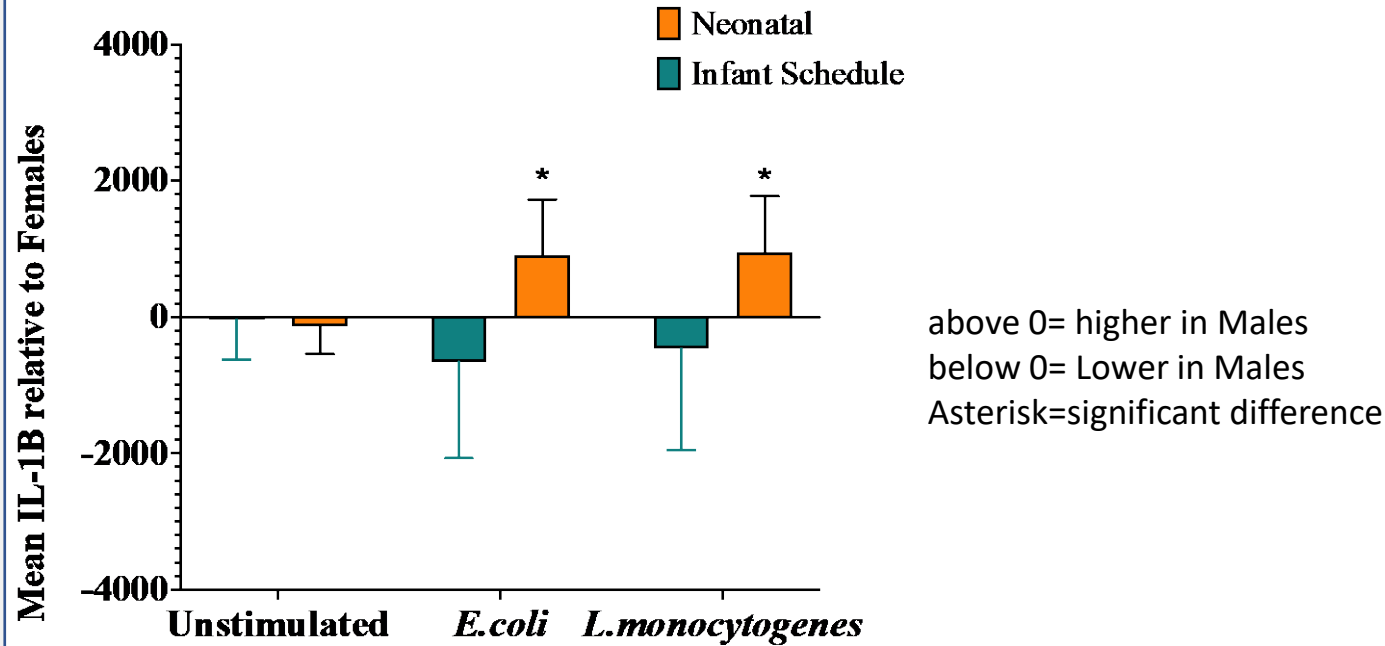 Neonatal
Infant Schedule
Mean IL-1B relative to Females
4000
2000
0
-2000
-4000
*
*
Unstimulated
E.coli
L.monocytogenes
above 0= higher in Males
below 0= Lower in Males
Asterisk=significant difference